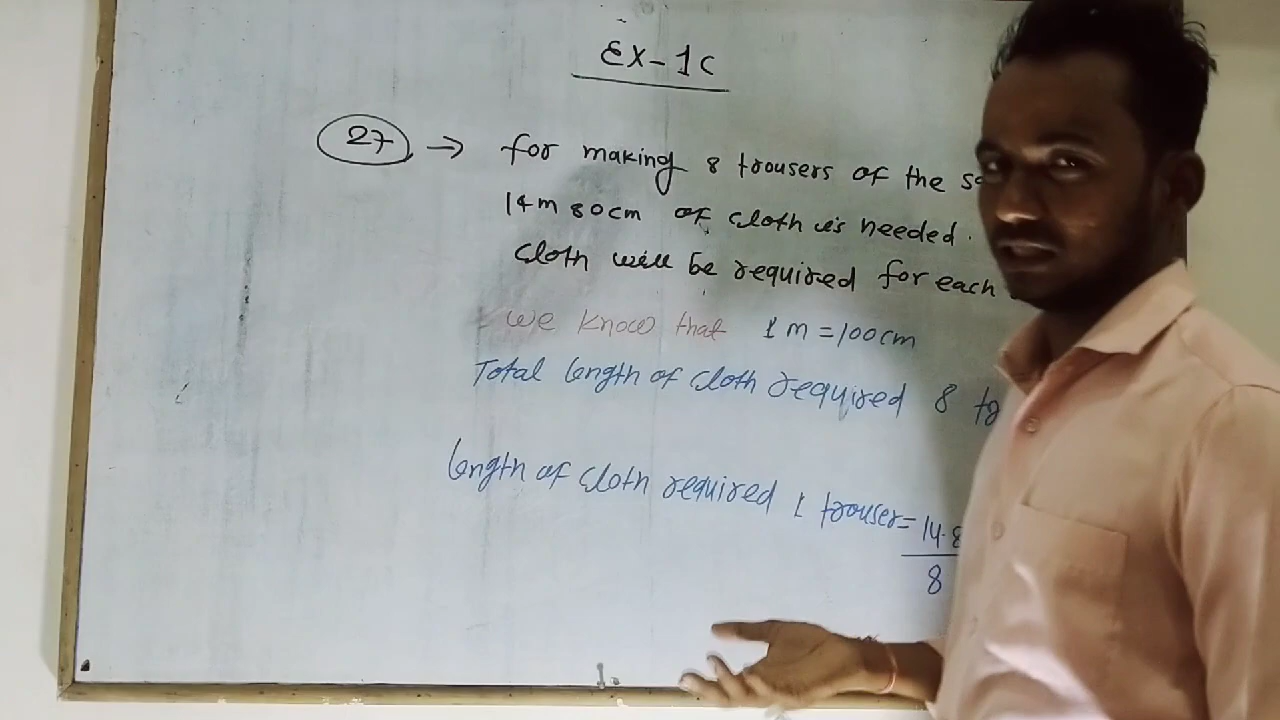 EX-1C
27 → for making 8 trousers of the
14m 80cm of cloth is needed.
cloth will be required for each
we know that 1 m = 100cm
Total length of cloth required 8
length of cloth required 1 trouser = 14.8
8